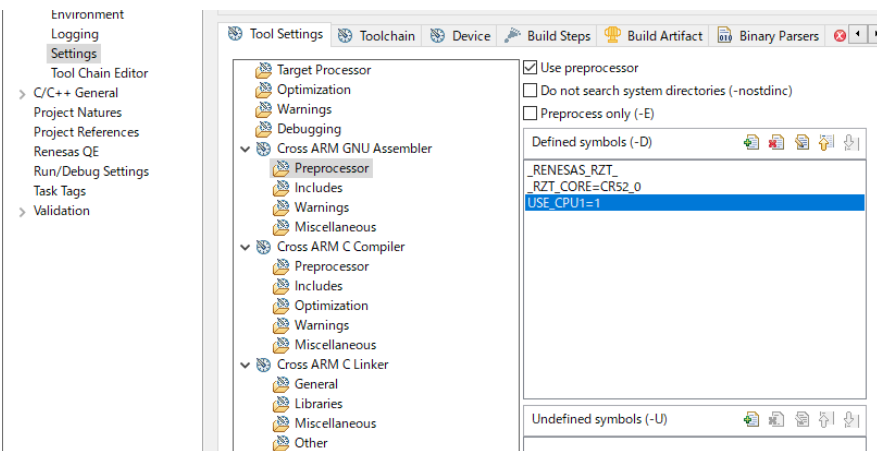 Environment
Logging
Settings
Tool Chain Editor
C/C++ General
Project Natures
Project References
Renesas QE
Run/Debug Settings
Task Tags
Validation
Tool Settings
Toolchain
Device
Build Steps
Build Artifact
Binary Parsers
Target Processor
Optimization
Warnings
Debugging
Cross ARM GNU Assembler
Preprocessor
Includes
Warnings
Miscellaneous
Cross ARM C Compiler
Preprocessor
Includes
Optimization
Warnings
Miscellaneous
Cross ARM C Linker
General
Libraries
Miscellaneous
Other
Use preprocessor
Do not search system directories (-nostdinc)
Preprocess only (-E)
Defined symbols (-D)
_RENESAS_RZT_
_RZT_CORE=CR52_0
USE_CPU1=1
Undefined symbols (-U)